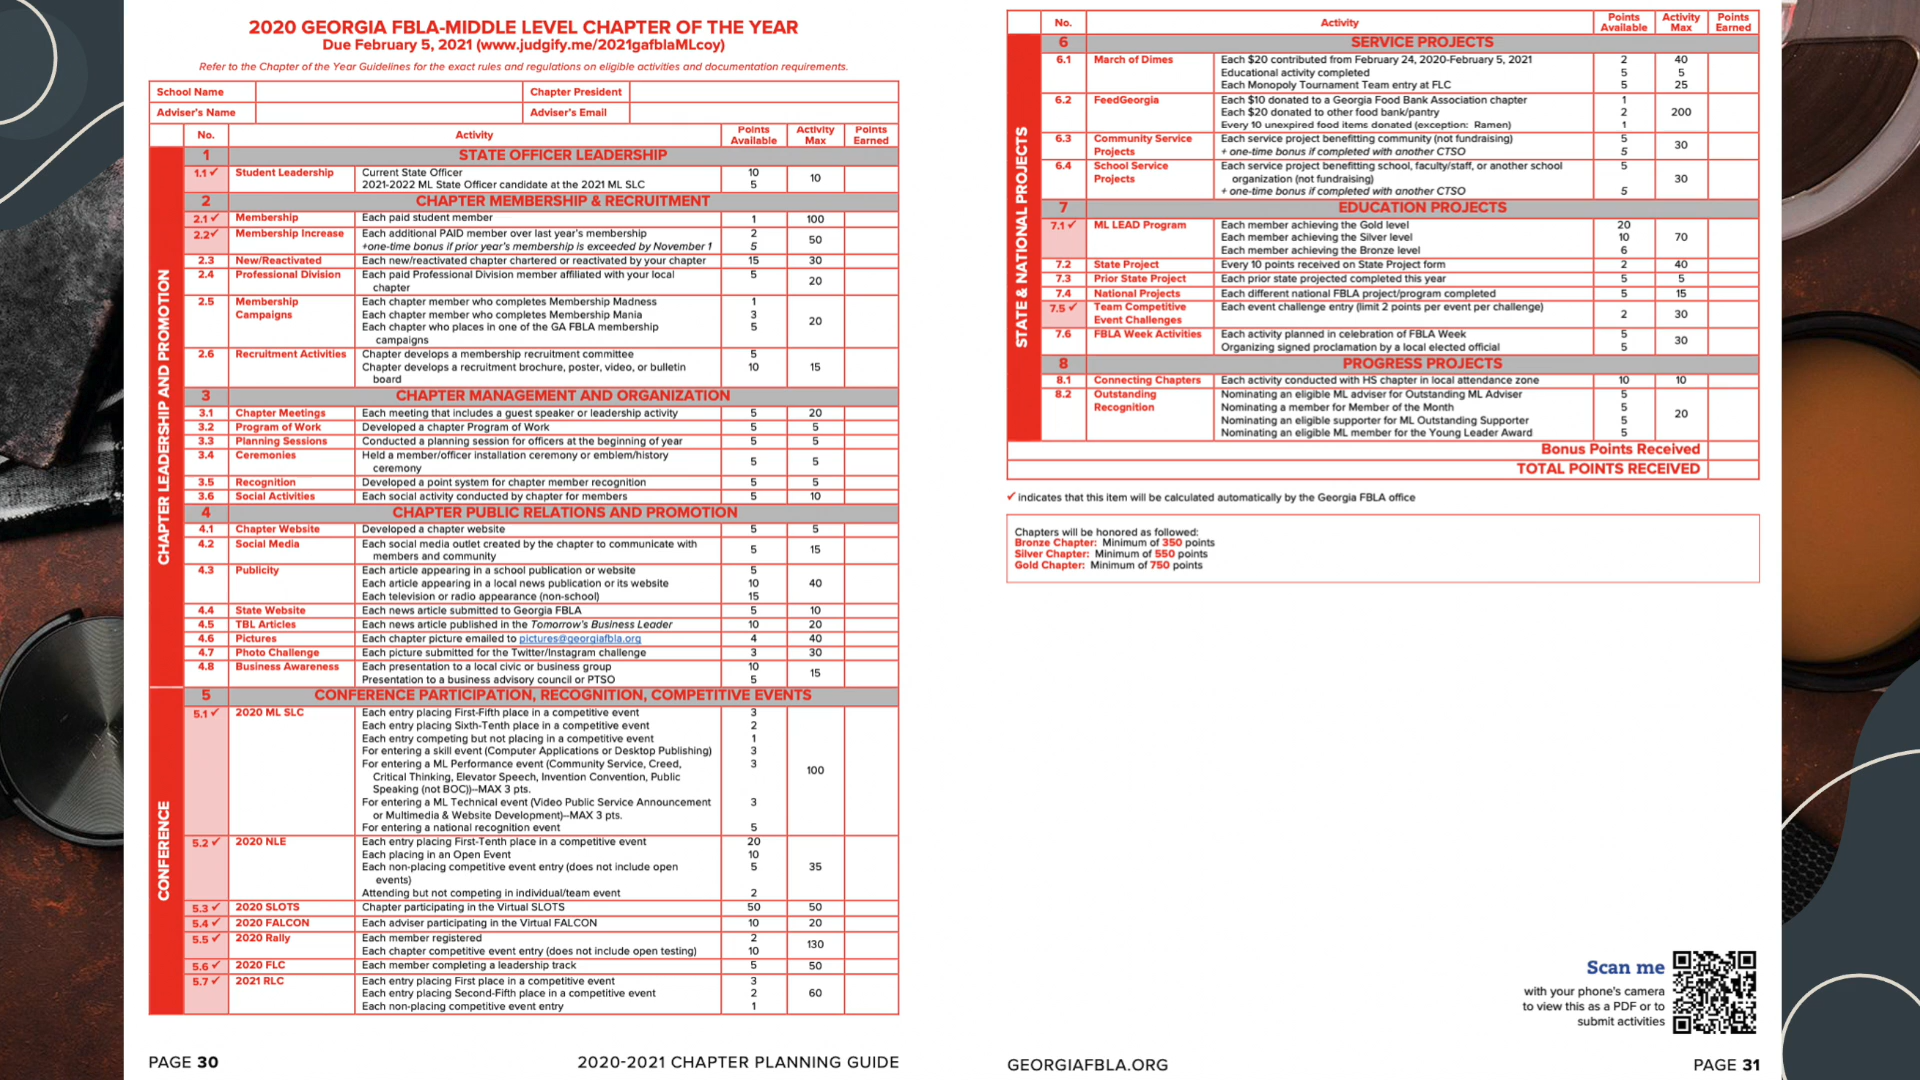 2020 GEORGIA FBLA-MIDDLE LEVEL CHAPTER OF THE YEAR
Due February 5, 2021 (www.judgify.me/2021gafblaMLcoy)
Refer to the Chapter of the Year Guidelines for the exact rules and regulations on eligible activities and documentation requirements.
School Name Chapter President
Adviser's Name Adviser's Email
No. Activity Points Available Activity Max Points Earned
CHAPTER LEADERSHIP AND PROMOTION
1 STATE OFFICER LEADERSHIP
1.1 ✓ Student Leadership Current State Officer 10 10
2021-2022 ML State Officer candidate at the 2021 ML SLC 5
2 CHAPTER MEMBERSHIP & RECRUITMENT
2.1 ✓ Membership Each paid student member 1 100
2.2 ✓ Membership Increase Each additional PAID member over last year's membership 2 50
+one-time bonus if prior year's membership is exceeded by November 1 5
2.3 New/Reactivated Each new/reactivated chapter chartered or reactivated by your chapter 15 30
2.4 Professional Division Each paid Professional Division member affiliated with your local 5 20
chapter
2.5 Membership Campaigns Each chapter member who completes Membership Madness 1 20
Each chapter member who completes Membership Mania 3
Each chapter who places in one of the GA FBLA membership 5
campaigns
2.6 Recruitment Activities Chapter develops a membership recruitment committee 5 15
Chapter develops a recruitment brochure, poster, video, or bulletin 10
board
3 CHAPTER MANAGEMENT AND ORGANIZATION
3.1 Chapter Meetings Each meeting that includes a guest speaker or leadership activity 5 20
3.2 Program of Work Developed a chapter Program of Work 5 5
3.3 Planning Sessions Conducted a planning session for officers at the beginning of year 5 5
3.4 Ceremonies Held a member/officer installation ceremony or emblem/history 5 5
ceremony
3.5 Recognition Developed a point system for chapter member recognition 5 5
3.6 Social Activities Each social activity conducted by chapter for members 5 10
4 CHAPTER PUBLIC RELATIONS AND PROMOTION
4.1 Chapter Website Developed a chapter website 5 5
4.2 Social Media Each social media outlet created by the chapter to communicate with 5 15
members and community
4.3 Publicity Each article appearing in a school publication or website 5 40
Each article appearing in a local news publication or its website 10
Each television or radio appearance (non-school) 15
4.4 State Website Each news article submitted to Georgia FBLA 5 10
4.5 TBL Articles Each news article published in the Tomorrow's Business Leader 10 20
4.6 Pictures Each chapter picture emailed to pictures@georgiafbla.org 4 40
4.7 Photo Challenge Each picture submitted for the Twitter/Instagram challenge 3 30
4.8 Business Awareness Each presentation to a local civic or business group 10 15
Presentation to a business advisory council or PTSO 5
CONFERENCE
5 CONFERENCE PARTICIPATION, RECOGNITION, COMPETITIVE EVENTS
5.1 ✓ 2020 ML SLC Each entry placing First-Fifth place in a competitive event 3 100
Each entry placing Sixth-Tenth place in a competitive event 2
Each entry competing but not placing in a competitive event 1
For entering a skill event (Computer Applications or Desktop Publishing) 3
For entering a ML Performance event (Community Service, Creed, 3
Critical Thinking, Elevator Speech, Invention Convention, Public
Speaking (not BOC))–MAX 3 pts.
For entering a ML Technical event (Video Public Service Announcement 3
or Multimedia & Website Development)–MAX 3 pts.
For entering a national recognition event 5
5.2 ✓ 2020 NLE Each entry placing First-Tenth place in a competitive event 20 35
Each placing in an Open Event 10
Each non-placing competitive event entry (does not include open 5
events)
Attending but not competing in individual/team event 2
5.3 ✓ 2020 SLOTS Chapter participating in the Virtual SLOTS 50 50
5.4 ✓ 2020 FALCON Each adviser participating in the Virtual FALCON 10 20
5.5 ✓ 2020 Rally Each member registered 2 130
Each chapter competitive event entry (does not include open testing) 10
5.6 ✓ 2020 FLC Each member completing a leadership track 5 50
5.7 ✓ 2021 RLC Each entry placing First place in a competitive event 3 60
Each entry placing Second-Fifth place in a competitive event 2
Each non-placing competitive event entry 1
PAGE 30 2020-2021 CHAPTER PLANNING GUIDE
No. Activity Points Available Activity Max Points Earned
STATE & NATIONAL PROJECTS
6 SERVICE PROJECTS
6.1 March of Dimes Each $20 contributed from February 24, 2020-February 5, 2021 2 40
Educational activity completed 5 5
Each Monopoly Tournament Team entry at FLC 5 25
6.2 FeedGeorgia Each $10 donated to a Georgia Food Bank Association chapter 1 200
Each $20 donated to other food bank/pantry 2
Every 10 unexpired food items donated (exception: Ramen) 1
6.3 Community Service Projects Each service project benefitting community (not fundraising) 5 30
+ one-time bonus if completed with another CTSO 5
6.4 School Service Projects Each service project benefitting school, faculty/staff, or another school 5 30
organization (not fundraising)
+ one-time bonus if completed with another CTSO 5
7 EDUCATION PROJECTS
7.1 ✓ ML LEAD Program Each member achieving the Gold level 20 70
Each member achieving the Silver level 10
Each member achieving the Bronze level 6
7.2 State Project Every 10 points received on State Project form 2 40
7.3 Prior State Project Each prior state projected completed this year 5 5
7.4 National Projects Each different national FBLA project/program completed 5 15
7.5 ✓ Team Competitive Event Challenges Each event challenge entry (limit 2 points per event per challenge) 2 30
7.6 FBLA Week Activities Each activity planned in celebration of FBLA Week 5 30
Organizing signed proclamation by a local elected official 5
8 PROGRESS PROJECTS
8.1 Connecting Chapters Each activity conducted with HS chapter in local attendance zone 10 10
8.2 Outstanding Recognition Nominating an eligible ML adviser for Outstanding ML Adviser 5 20
Nominating a member for Member of the Month 5
Nominating an eligible supporter for ML Outstanding Supporter 5
Nominating an eligible ML member for the Young Leader Award 5
Bonus Points Received
TOTAL POINTS RECEIVED
✓ indicates that this item will be calculated automatically by the Georgia FBLA office
Chapters will be honored as followed:
Bronze Chapter: Minimum of 350 points
Silver Chapter: Minimum of 550 points
Gold Chapter: Minimum of 750 points
Scan me
with your phone's camera
to view this as a PDF or to
submit activities
GEORGIAFBLA.ORG PAGE 31